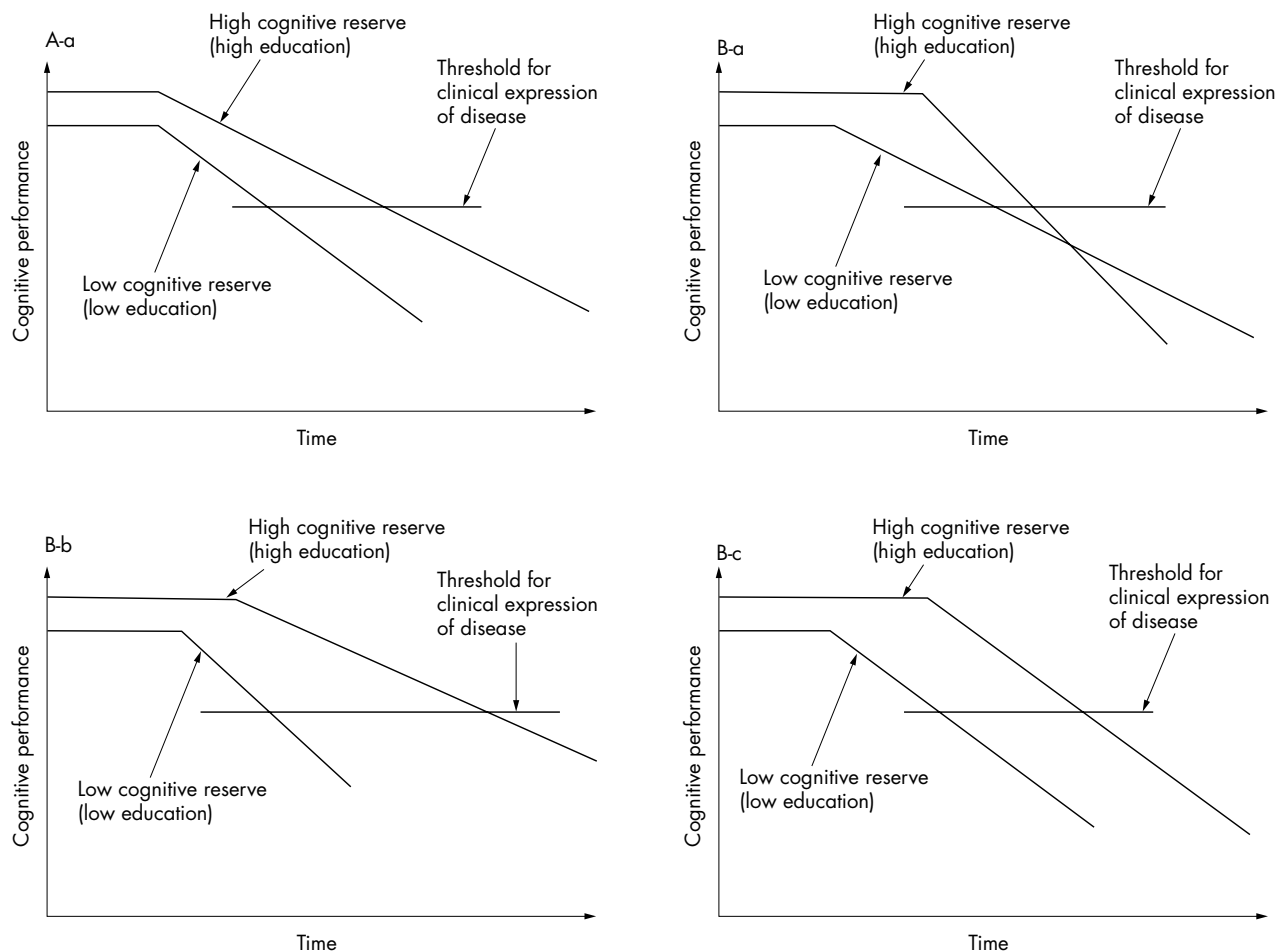 A-a
High cognitive reserve
(high education)
Threshold for
clinical expression
of disease
Cognitive performance
Low cognitive reserve
(low education)
Time
B-a
High cognitive reserve
(high education)
Threshold for
clinical expression
of disease
Cognitive performance
Low cognitive reserve
(low education)
Time
B-b
High cognitive reserve
(high education)
Threshold for
clinical expression
of disease
Cognitive performance
Low cognitive reserve
(low education)
Time
B-c
High cognitive reserve
(high education)
Threshold for
clinical expression
of disease
Cognitive performance
Low cognitive reserve
(low education)
Time